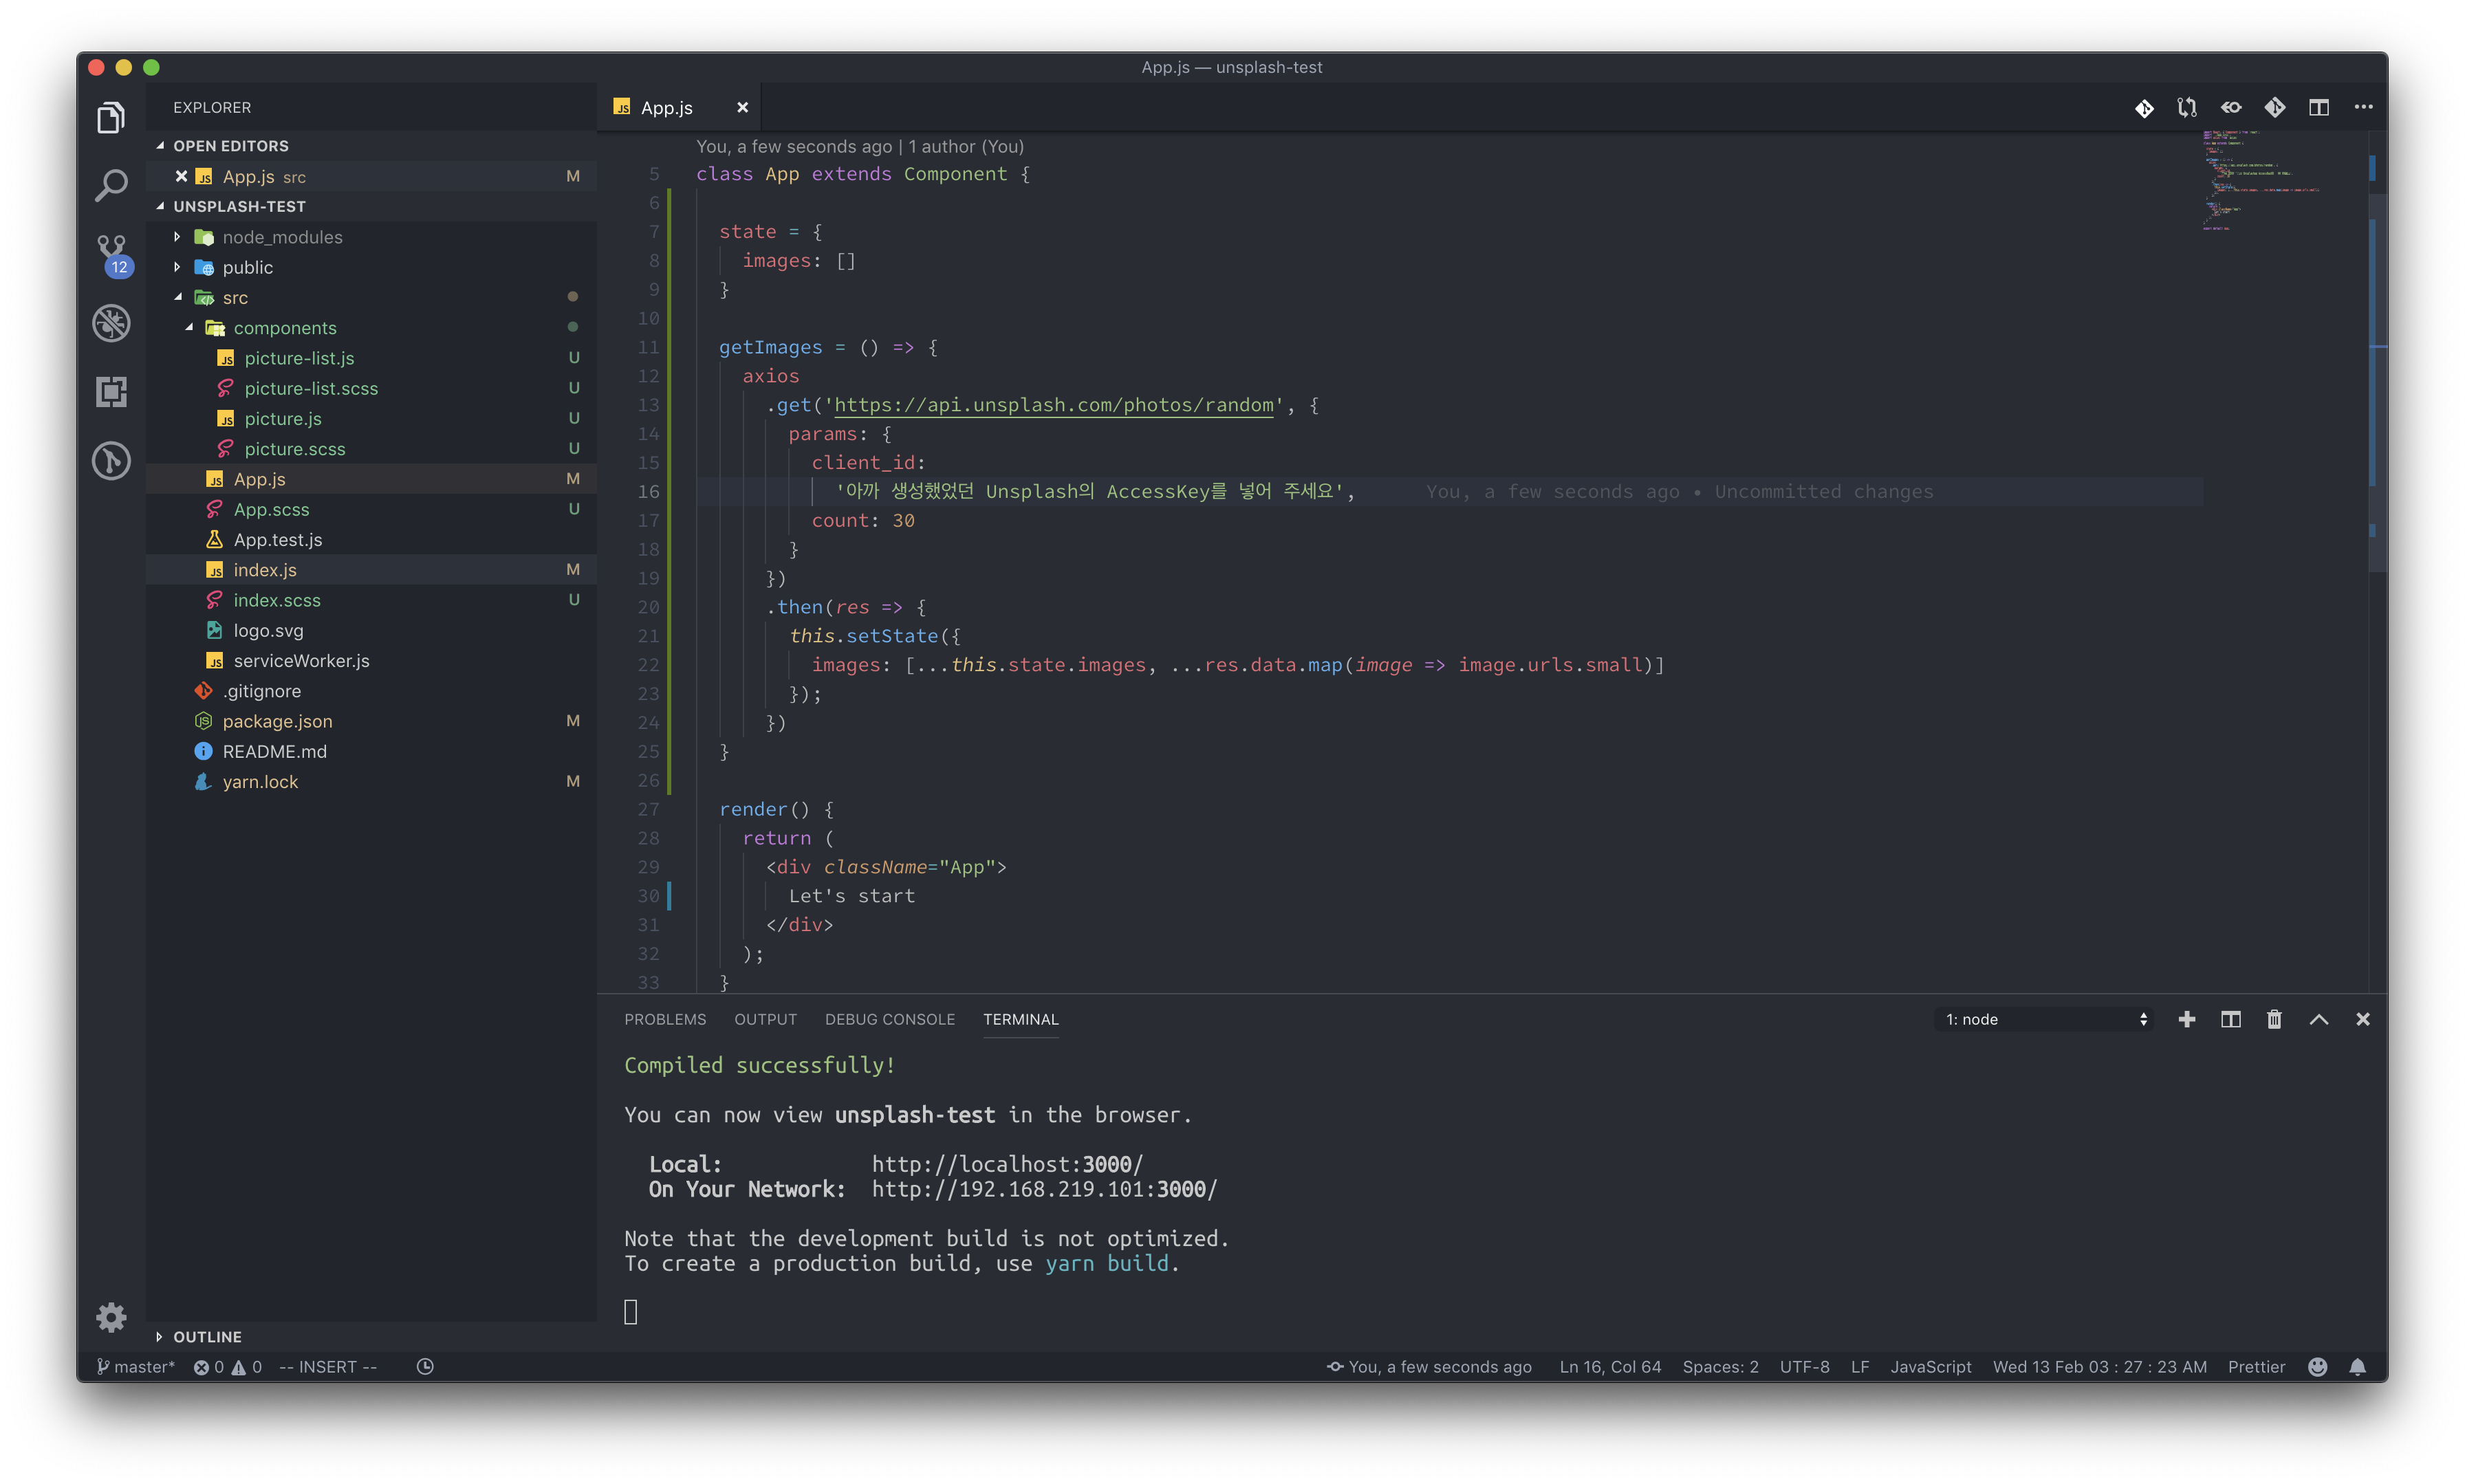 App.js — unsplash-test
EXPLORER
OPEN EDITORS
App.js src M
UNSPLASH-TEST
node_modules
public
src
components
picture-list.js U
picture-list.scss U
picture.js U
picture.scss U
App.js M
App.scss U
App.test.js
index.js M
index.scss U
logo.svg
serviceWorker.js
.gitignore
package.json M
README.md
yarn.lock M
OUTLINE
12
App.js
You, a few seconds ago | 1 author (You)
5 class App extends Component {
6
7 state = {
8 images: []
9 }
10
11 getImages = () => {
12 axios
13 .get('https://api.unsplash.com/photos/random', {
14 params: {
15 client_id:
16 '아까 생성했었던 Unsplash의 AccessKey를 넣어 주세요', You, a few seconds ago • Uncommitted changes
17 count: 30
18 }
19 })
20 .then(res => {
21 this.setState({
22 images: [...this.state.images, ...res.data.map(image => image.urls.small)]
23 });
24 })
25 }
26
27 render() {
28 return (
29 <div className="App">
30 Let's start
31 </div>
32 );
33 }
PROBLEMS OUTPUT DEBUG CONSOLE TERMINAL 1: node
Compiled successfully!
You can now view unsplash-test in the browser.
Local: http://localhost:3000/
On Your Network: http://192.168.219.101:3000/
Note that the development build is not optimized.
To create a production build, use yarn build.
master* 0 0 -- INSERT -- You, a few seconds ago Ln 16, Col 64 Spaces: 2 UTF-8 LF JavaScript Wed 13 Feb 03 : 27 : 23 AM Prettier